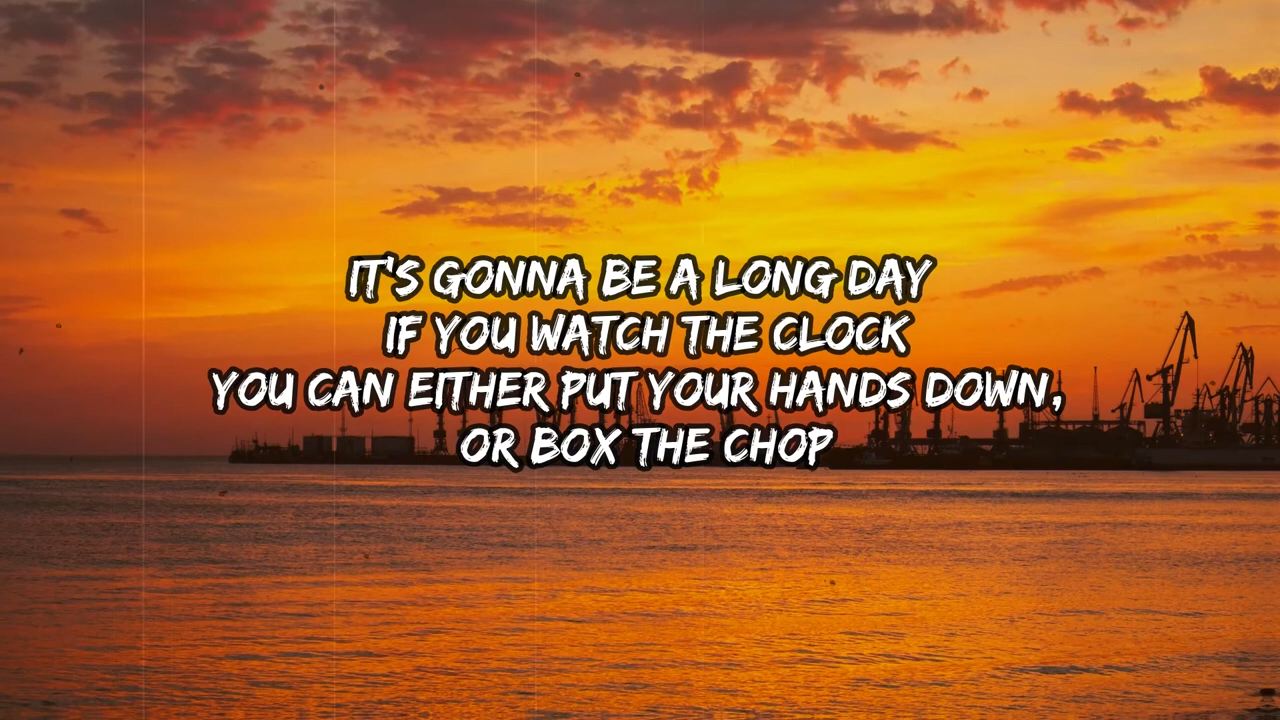 IT'S GONNA BE A LONG DAY
IF YOU WATCH THE CLOCK
YOU CAN EITHER PUT YOUR HANDS DOWN,
OR BOX THE CHOP